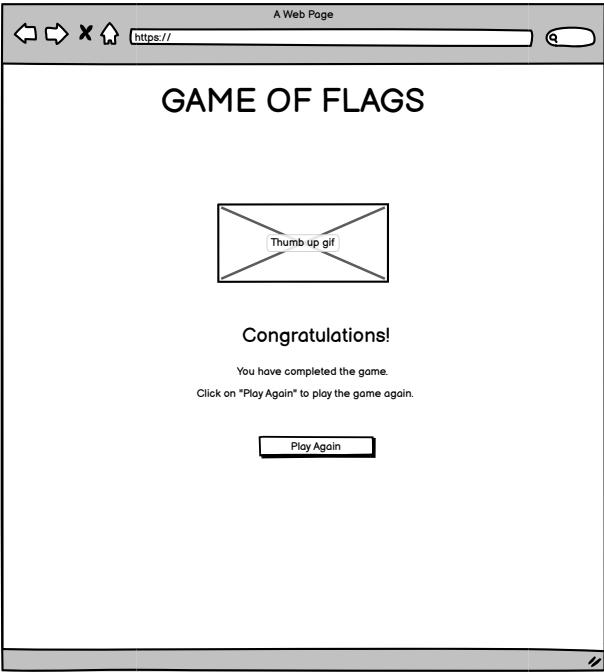 A Web Page
https://
GAME OF FLAGS
Thumb up gif
Congratulations!
You have completed the game.
Click on "Play Again" to play the game again.
Play Again